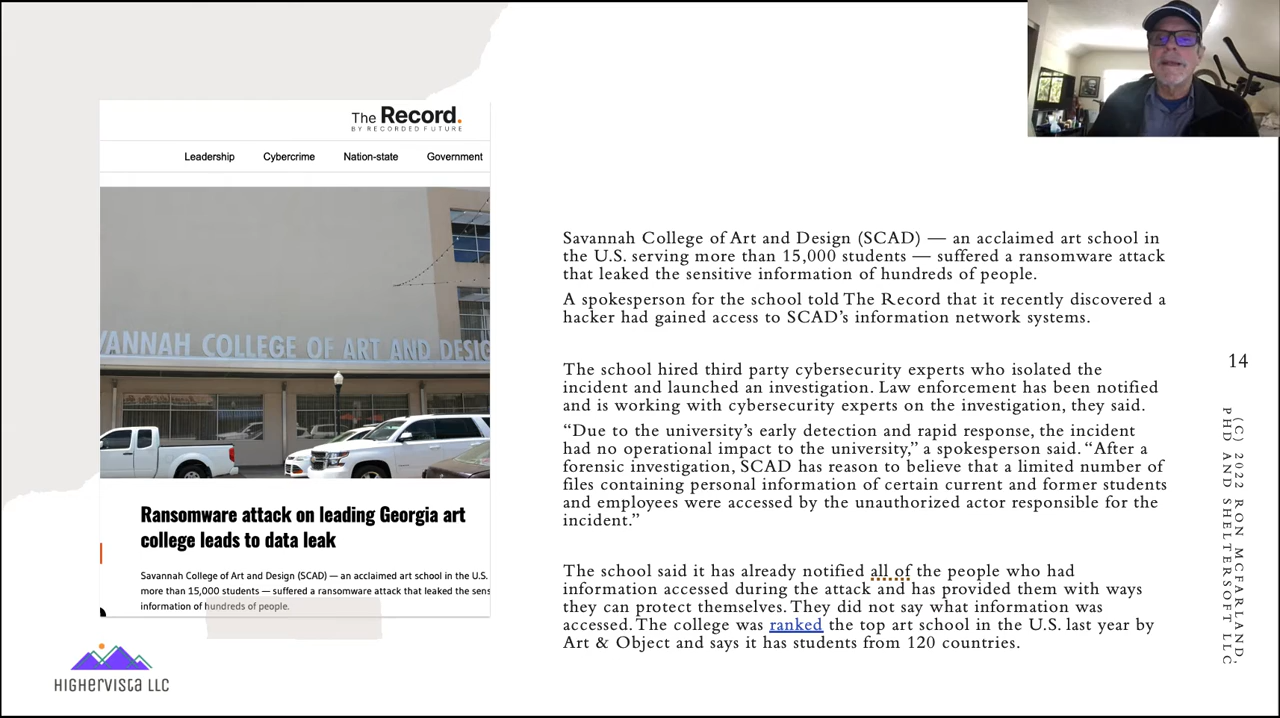 The Record.
BY RECORDED FUTURE
Leadership Cybercrime Nation-state Government
VANNAH COLLEGE OF ART AND DESIG
Ransomware attack on leading Georgia art
college leads to data leak
Savannah College of Art and Design (SCAD) — an acclaimed art school in the U.S.
more than 15,000 students — suffered a ransomware attack that leaked the sens
information of hundreds of people.
HIGHERVISTA LLC
Savannah College of Art and Design (SCAD) — an acclaimed art school in
the U.S. serving more than 15,000 students — suffered a ransomware attack
that leaked the sensitive information of hundreds of people.
A spokesperson for the school told The Record that it recently discovered a
hacker had gained access to SCAD’s information network systems.
The school hired third party cybersecurity experts who isolated the
incident and launched an investigation. Law enforcement has been notified
and is working with cybersecurity experts on the investigation, they said.
“Due to the university’s early detection and rapid response, the incident
had no operational impact to the university,” a spokesperson said. “After a
forensic investigation, SCAD has reason to believe that a limited number of
files containing personal information of certain current and former students
and employees were accessed by the unauthorized actor responsible for the
incident.”
The school said it has already notified all of the people who had
information accessed during the attack and has provided them with ways
they can protect themselves. They did not say what information was
accessed. The college was ranked the top art school in the U.S. last year by
Art & Object and says it has students from 120 countries.
14
(C) 2022 RON MCFARLAND,
PHD AND SHELTERSOFT LLC